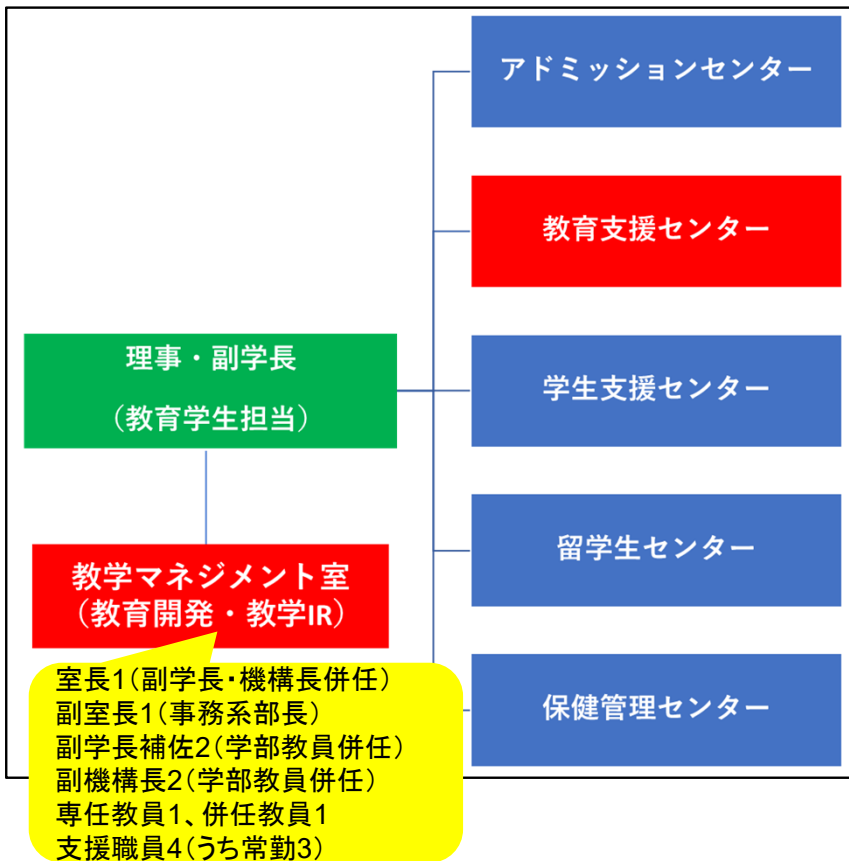 アドミッションセンター
教育支援センター
理事・副学長
（教育学生担当）
学生支援センター
留学生センター
教学マネジメント室
（教育開発・教学IR）
保健管理センター
室長1（副学長・機構長併任）
副室長1（事務系部長）
副学長補佐2（学部教員併任）
副機構長2（学部教員併任）
専任教員1、併任教員1
支援職員4（うち常勤3）